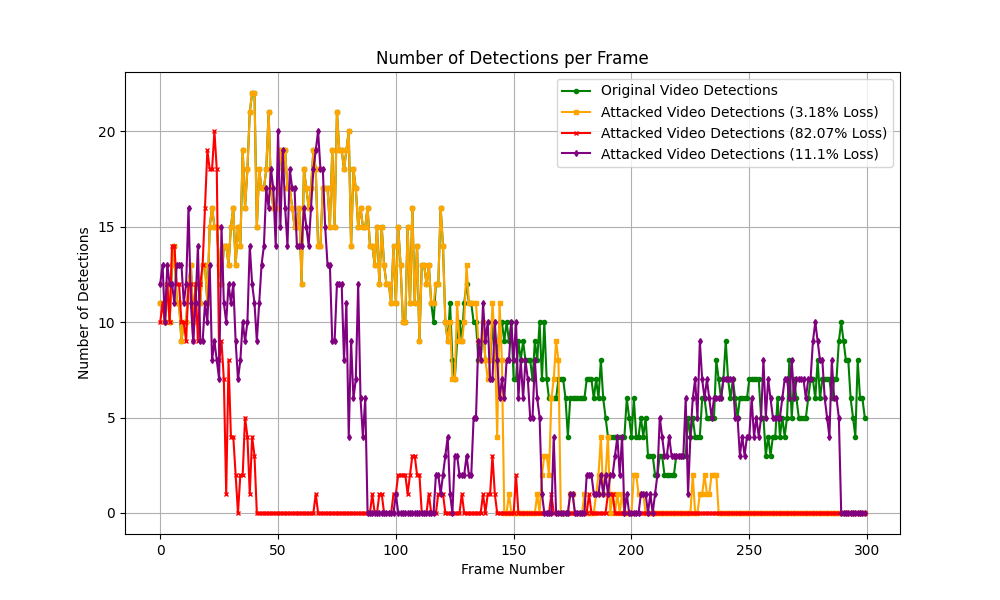 Number of Detections per Frame
Original Video Detections
Attacked Video Detections (3.18% Loss)
Attacked Video Detections (82.07% Loss)
Attacked Video Detections (11.1% Loss)
Number of Detections
20
15
10
5
0
0 50 100 150 200 250 300
Frame Number